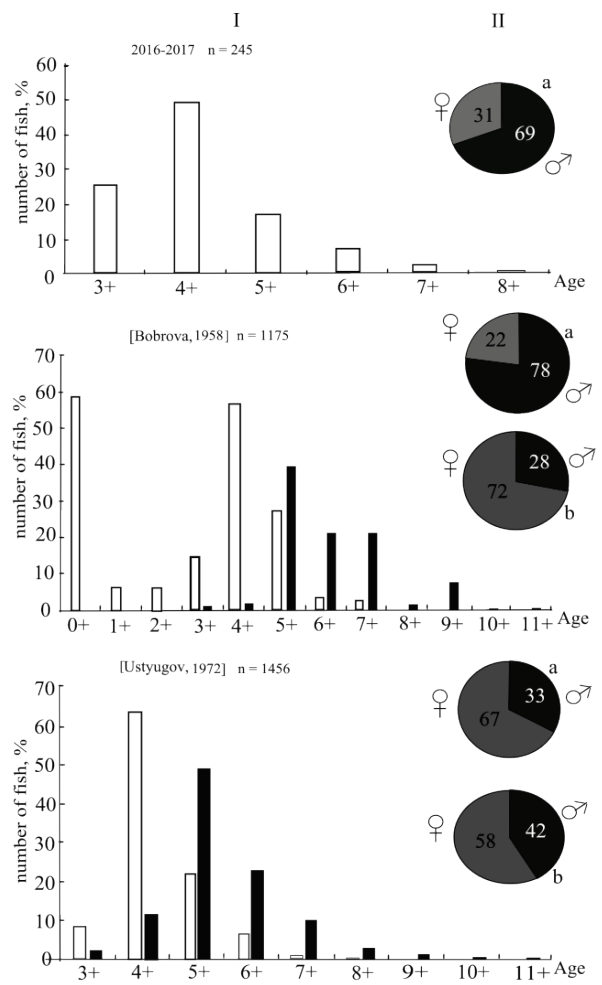 I II
2016-2017 n = 245
number of fish, %
60
50
40
30
20
10
0
3+ 4+ 5+ 6+ 7+ 8+ Age
♀ 31 69 ♂ a
[Bobrova, 1958] n = 1175
number of fish, %
70
60
50
40
30
20
10
0
0+ 1+ 2+ 3+ 4+ 5+ 6+ 7+ 8+ 9+ 10+ 11+ Age
♀ 22 78 ♂ a
♀ 72 28 ♂ b
[Ustyugov, 1972] n = 1456
number of fish, %
70
60
50
40
30
20
10
0
3+ 4+ 5+ 6+ 7+ 8+ 9+ 10+ 11+ Age
♀ 67 33 ♂ a
♀ 58 42 ♂ b